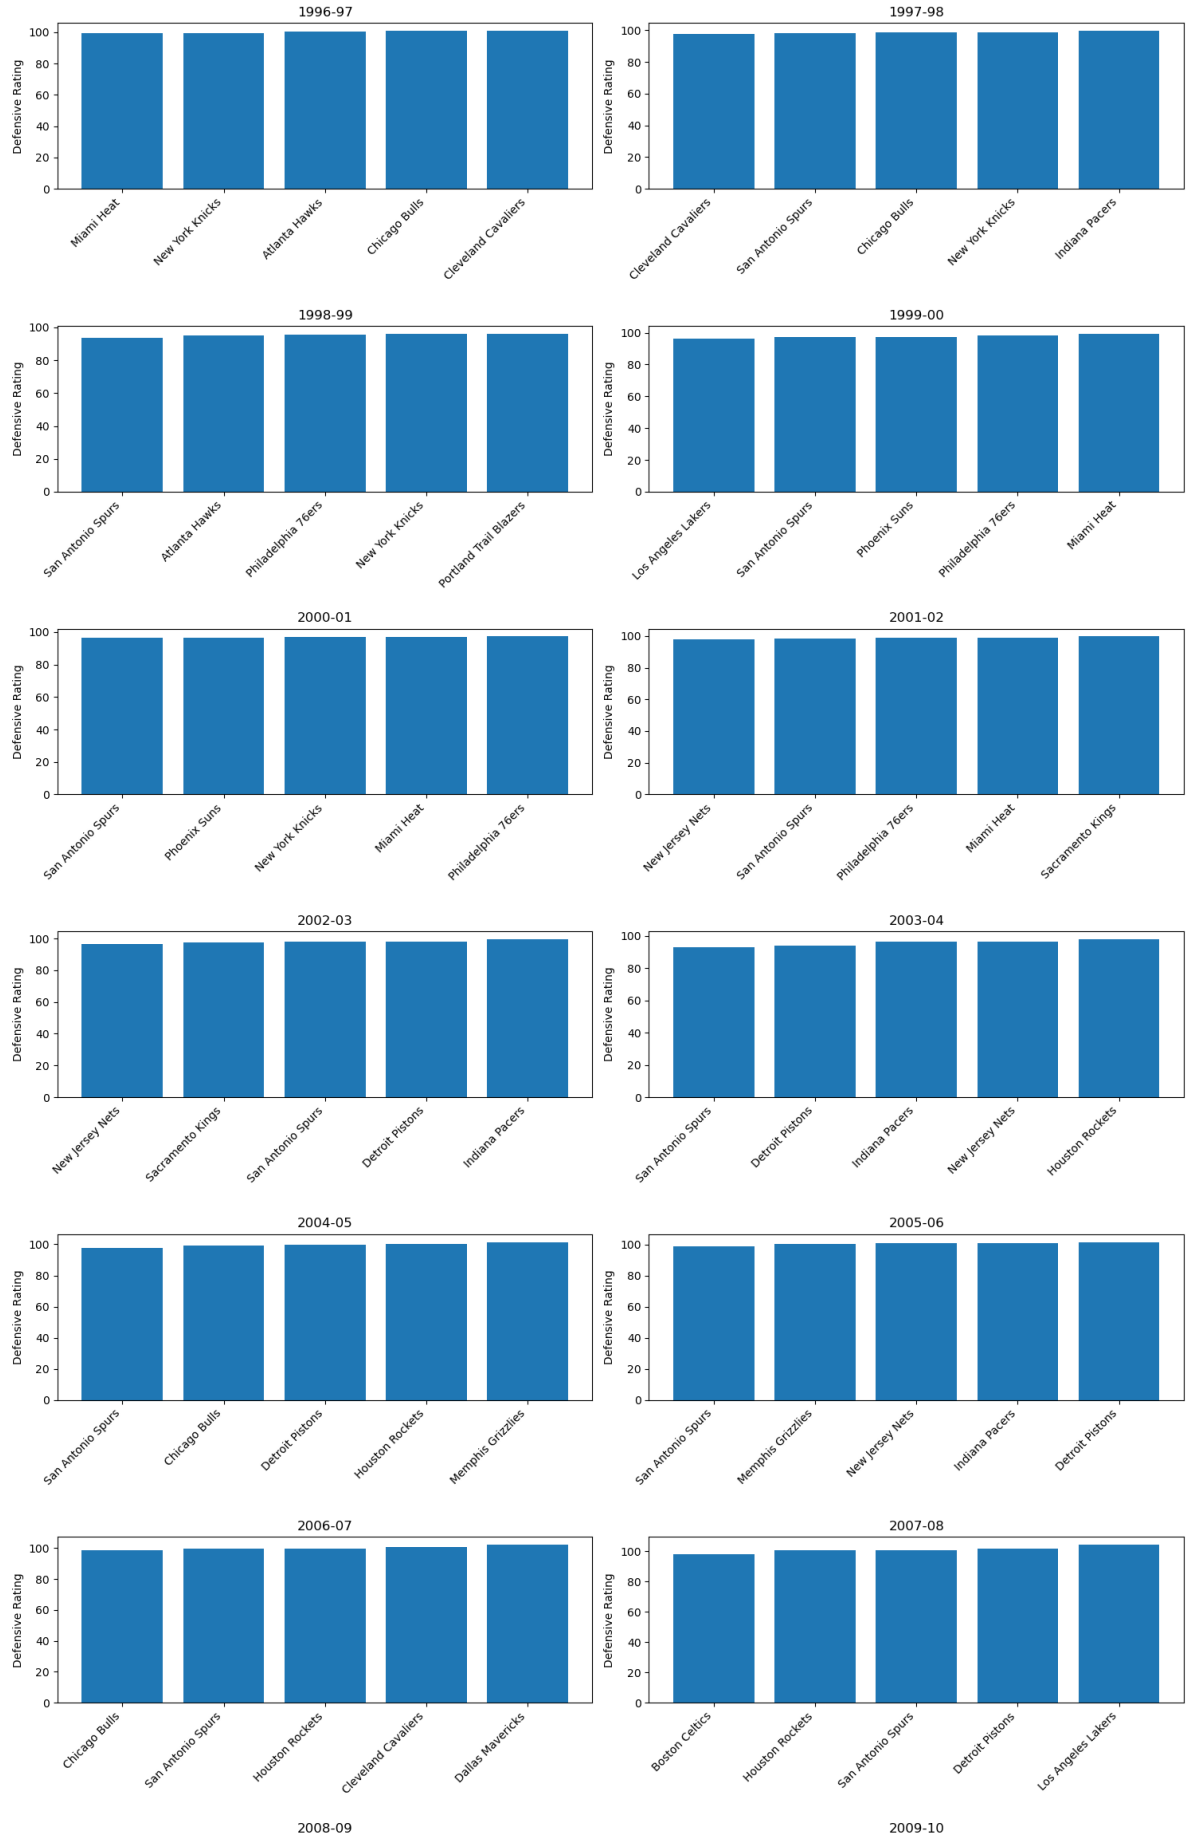 1996-97
Defensive Rating
100
80
60
40
20
0
Miami Heat
New York Knicks
Atlanta Hawks
Chicago Bulls
Cleveland Cavaliers
1997-98
Defensive Rating
100
80
60
40
20
0
Cleveland Cavaliers
San Antonio Spurs
Chicago Bulls
New York Knicks
Indiana Pacers
1998-99
Defensive Rating
100
80
60
40
20
0
San Antonio Spurs
Atlanta Hawks
Philadelphia 76ers
New York Knicks
Portland Trail Blazers
1999-00
Defensive Rating
100
80
60
40
20
0
Los Angeles Lakers
San Antonio Spurs
Phoenix Suns
Philadelphia 76ers
Miami Heat
2000-01
Defensive Rating
100
80
60
40
20
0
San Antonio Spurs
Phoenix Suns
New York Knicks
Miami Heat
Philadelphia 76ers
2001-02
Defensive Rating
100
80
60
40
20
0
New Jersey Nets
San Antonio Spurs
Philadelphia 76ers
Miami Heat
Sacramento Kings
2002-03
Defensive Rating
100
80
60
40
20
0
New Jersey Nets
Sacramento Kings
San Antonio Spurs
Detroit Pistons
Indiana Pacers
2003-04
Defensive Rating
100
80
60
40
20
0
San Antonio Spurs
Detroit Pistons
Indiana Pacers
New Jersey Nets
Houston Rockets
2004-05
Defensive Rating
100
80
60
40
20
0
San Antonio Spurs
Chicago Bulls
Detroit Pistons
Houston Rockets
Memphis Grizzlies
2005-06
Defensive Rating
100
80
60
40
20
0
San Antonio Spurs
Memphis Grizzlies
New Jersey Nets
Indiana Pacers
Detroit Pistons
2006-07
Defensive Rating
100
80
60
40
20
0
Chicago Bulls
San Antonio Spurs
Houston Rockets
Cleveland Cavaliers
Dallas Mavericks
2007-08
Defensive Rating
100
80
60
40
20
0
Boston Celtics
Houston Rockets
San Antonio Spurs
Detroit Pistons
Los Angeles Lakers
2008-09
2009-10